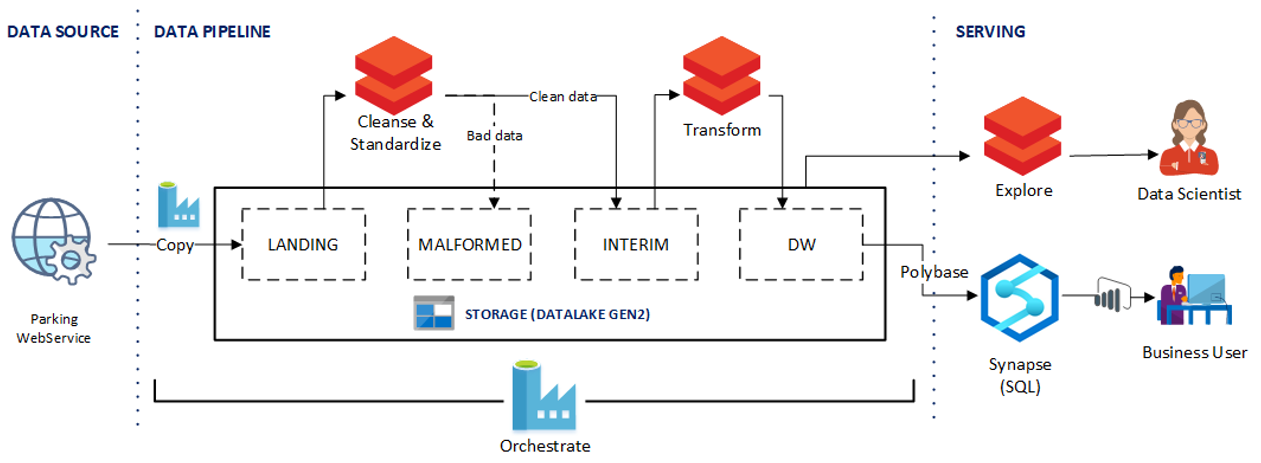 DATA SOURCE
DATA PIPELINE
SERVING
Cleanse &
Standardize
Clean data
Bad data
Transform
Explore
Data Scientist
Copy
LANDING
MALFORMED
INTERIM
DW
Polybase
STORAGE (DATALAKE GEN2)
Parking
WebService
Synapse
(SQL)
Business User
Orchestrate